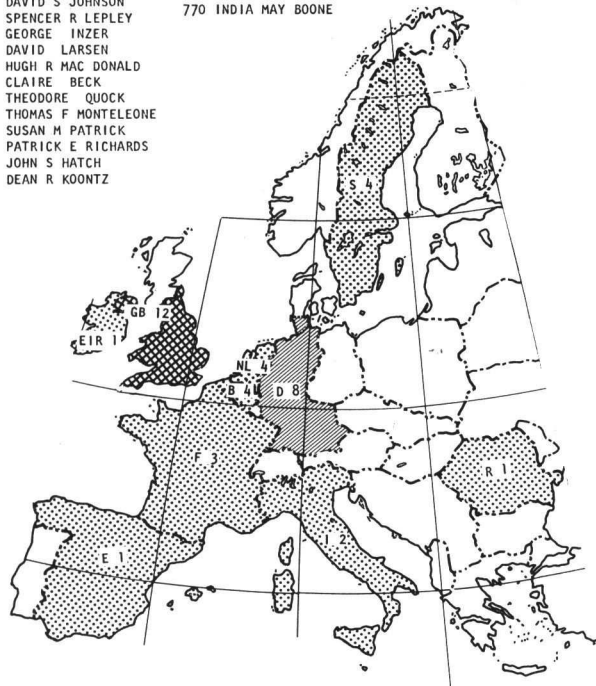 DAVID S JOHNSON
SPENCER R LEPLEY
GEORGE INZER
DAVID LARSEN
HUGH R MAC DONALD
CLAIRE BECK
THEODORE QUOCK
THOMAS F MONTELEONE
SUSAN M PATRICK
PATRICK E RICHARDS
JOHN S HATCH
DEAN R KOONTZ
770 INDIA MAY BOONE
S 4
GB 12
EIR 1
NL 4
B 4
D 8
F 3
R 1
E 1
I 2